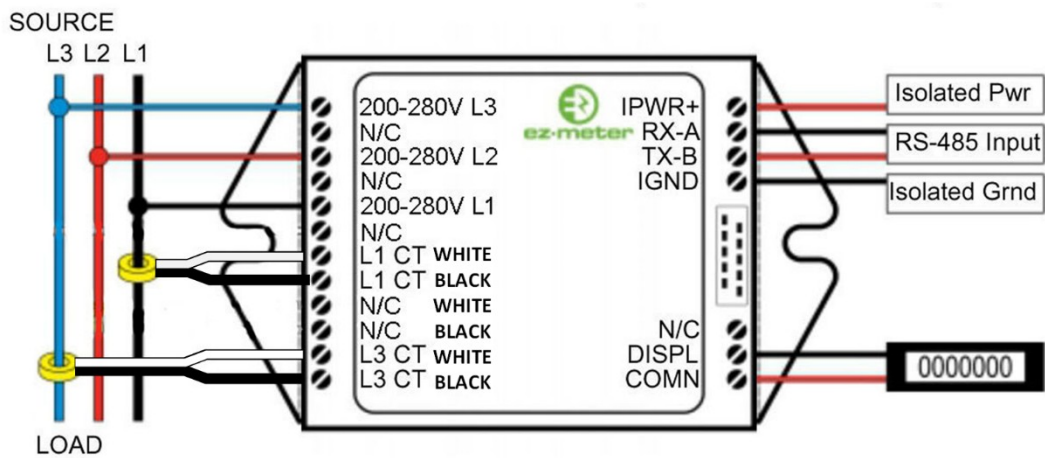 SOURCE
L3 L2 L1
200-280V L3
N/C
200-280V L2
N/C
200-280V L1
N/C
L1 CT WHITE
L1 CT BLACK
N/C WHITE
N/C BLACK
L3 CT WHITE
L3 CT BLACK
LOAD
ez-meter
IPWR+
RX-A
TX-B
IGND
N/C
DISPL
COMN
Isolated Pwr
RS-485 Input
Isolated Grnd
0000000